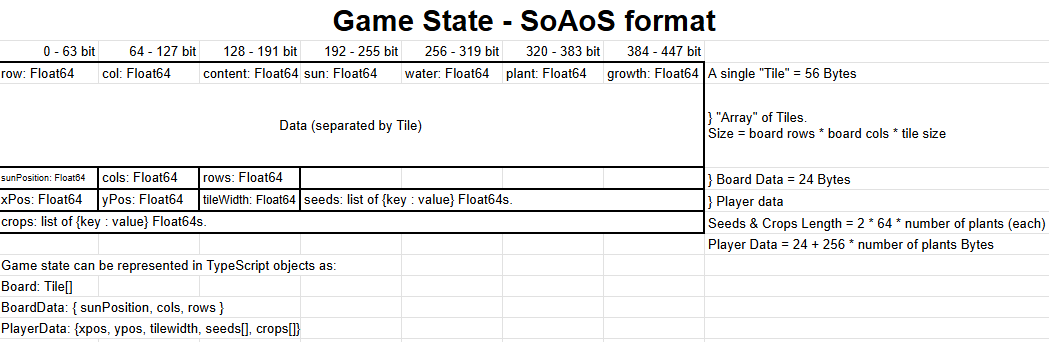 Game State - SoAoS format
0 - 63 bit 64 - 127 bit 128 - 191 bit 192 - 255 bit 256 - 319 bit 320 - 383 bit 384 - 447 bit
row: Float64 col: Float64 content: Float64 sun: Float64 water: Float64 plant: Float64 growth: Float64 A single "Tile" = 56 Bytes
Data (separated by Tile)
} "Array" of Tiles.
Size = board rows * board cols * tile size
sunPosition: Float64 cols: Float64 rows: Float64 } Board Data = 24 Bytes
xPos: Float64 yPos: Float64 tileWidth: Float64 seeds: list of {key : value} Float64s. } Player data
crops: list of {key : value} Float64s. Seeds & Crops Length = 2 * 64 * number of plants (each)
Player Data = 24 + 256 * number of plants Bytes
Game state can be represented in TypeScript objects as:
Board: Tile[]
BoardData: { sunPosition, cols, rows }
PlayerData: {xpos, ypos, tilewidth, seeds[], crops[]}